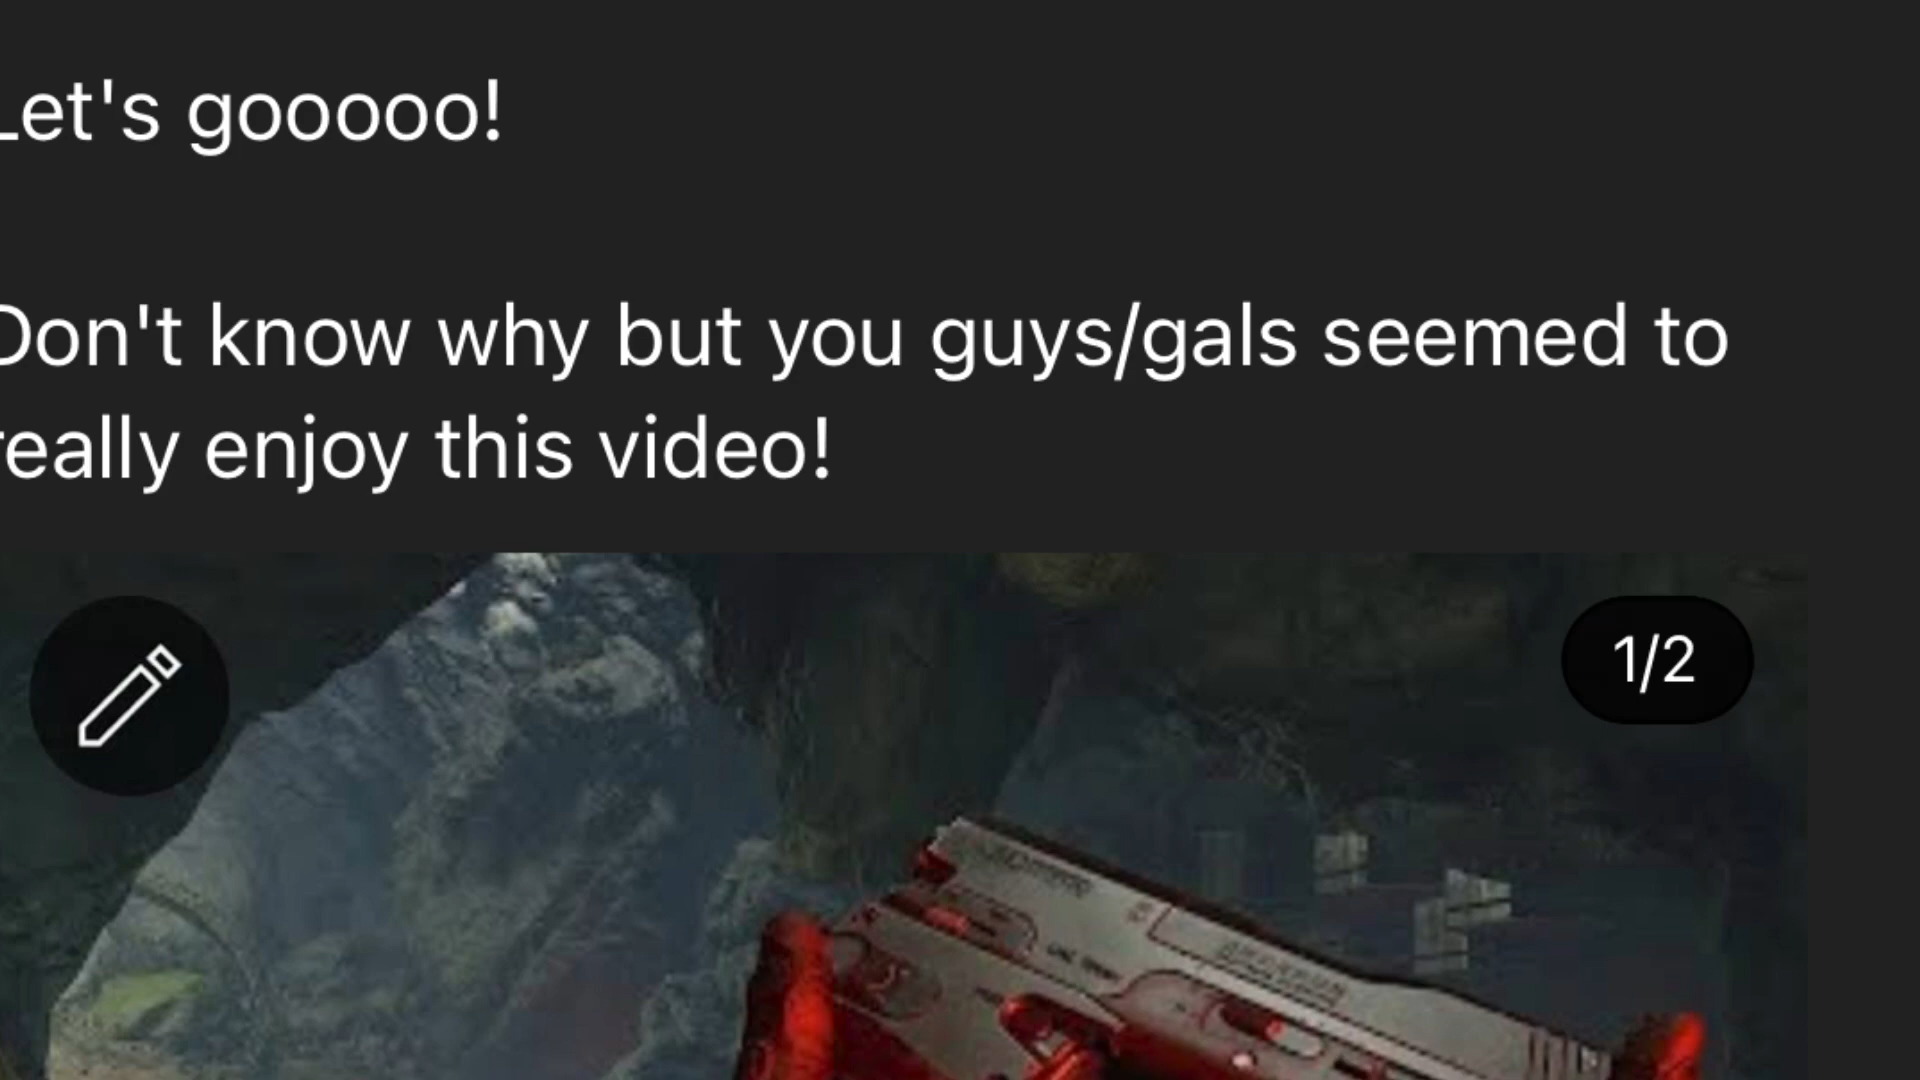 Let's gooooo!
Don't know why but you guys/gals seemed to
really enjoy this video!
1/2